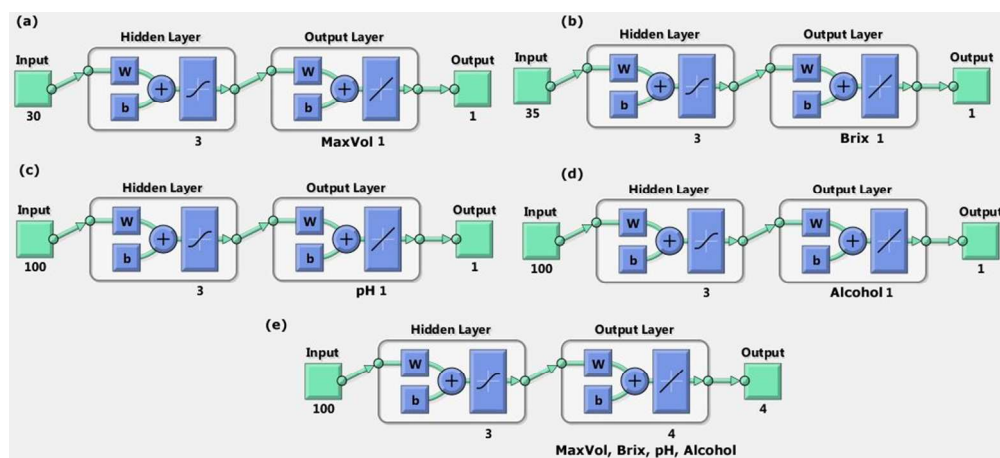 (a)
Hidden Layer
Output Layer
Input
Output
W
b
+
W
b
+
30
3
MaxVol 1
1
(b)
Hidden Layer
Output Layer
Input
Output
W
b
+
W
b
+
35
3
Brix 1
1
(c)
Hidden Layer
Output Layer
Input
Output
W
b
+
W
b
+
100
3
pH 1
1
(d)
Hidden Layer
Output Layer
Input
Output
W
b
+
W
b
+
100
3
Alcohol 1
1
(e)
Hidden Layer
Output Layer
Input
Output
W
b
+
W
b
+
100
3
4
4
MaxVol, Brix, pH, Alcohol